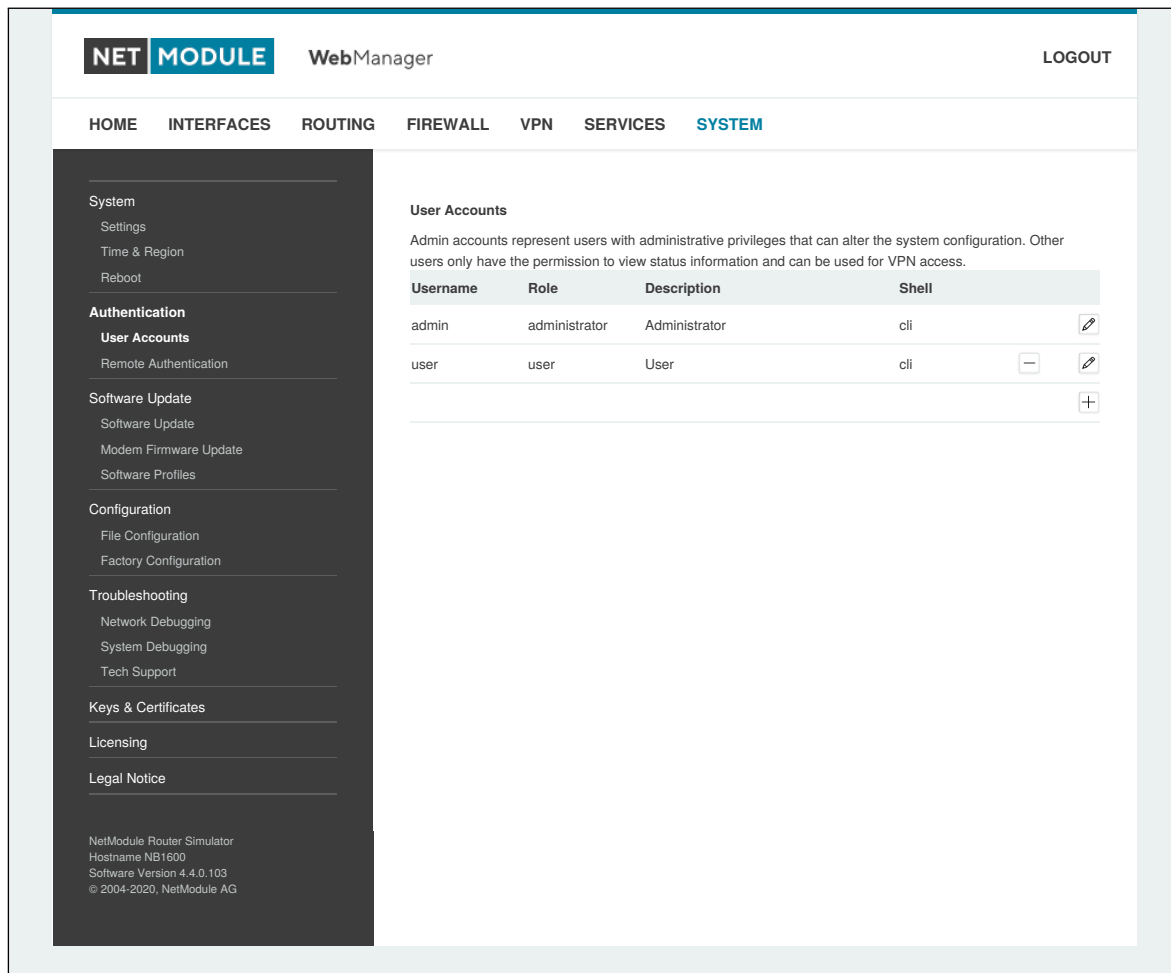 NET MODULE WebManager LOGOUT
HOME INTERFACES ROUTING FIREWALL VPN SERVICES SYSTEM
System
Settings
Time & Region
Reboot
Authentication
User Accounts
Remote Authentication
Software Update
Software Update
Modem Firmware Update
Software Profiles
Configuration
File Configuration
Factory Configuration
Troubleshooting
Network Debugging
System Debugging
Tech Support
Keys & Certificates
Licensing
Legal Notice
NetModule Router Simulator
Hostname NB1600
Software Version 4.4.0.103
© 2004-2020, NetModule AG
User Accounts
Admin accounts represent users with administrative privileges that can alter the system configuration. Other
users only have the permission to view status information and can be used for VPN access.
Username Role Description Shell
admin administrator Administrator cli
user user User cli